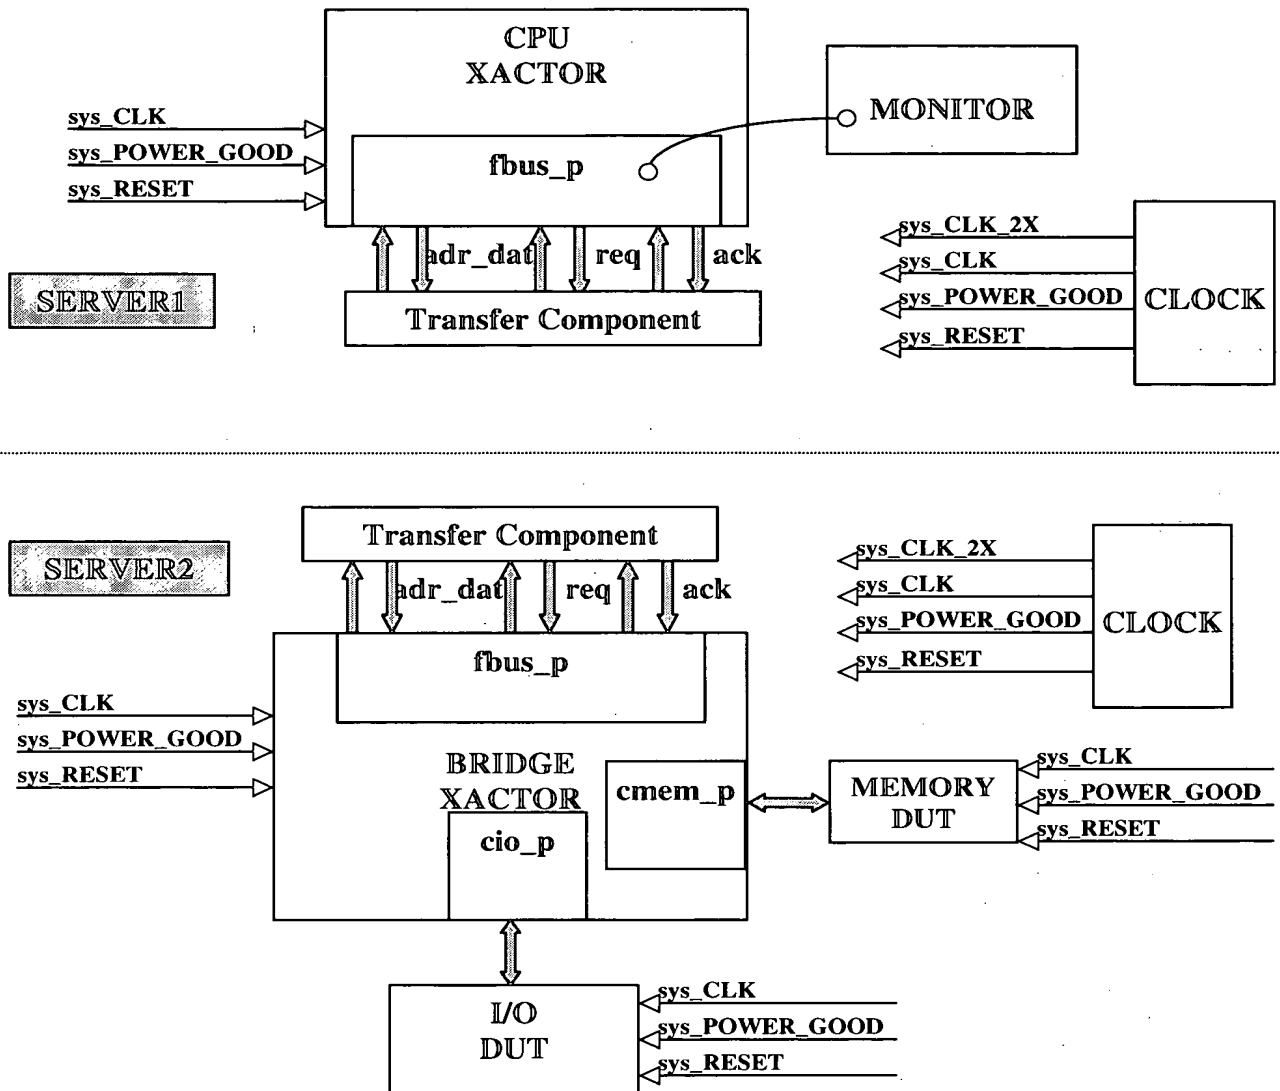 CPU
XACTOR
MONITOR
sys_CLK
sys_POWER_GOOD
sys_RESET
fbus_p
adr_dat
req
ack
SERVER1
Transfer Component
sys_CLK_2X
sys_CLK
sys_POWER_GOOD
sys_RESET
CLOCK
SERVER2
Transfer Component
adr_dat
req
ack
sys_CLK_2X
sys_CLK
sys_POWER_GOOD
sys_RESET
CLOCK
fbus_p
sys_CLK
sys_POWER_GOOD
sys_RESET
BRIDGE
XACTOR
cmem_p
cio_p
MEMORY
DUT
sys_CLK
sys_POWER_GOOD
sys_RESET
I/O
DUT
sys_CLK
sys_POWER_GOOD
sys_RESET